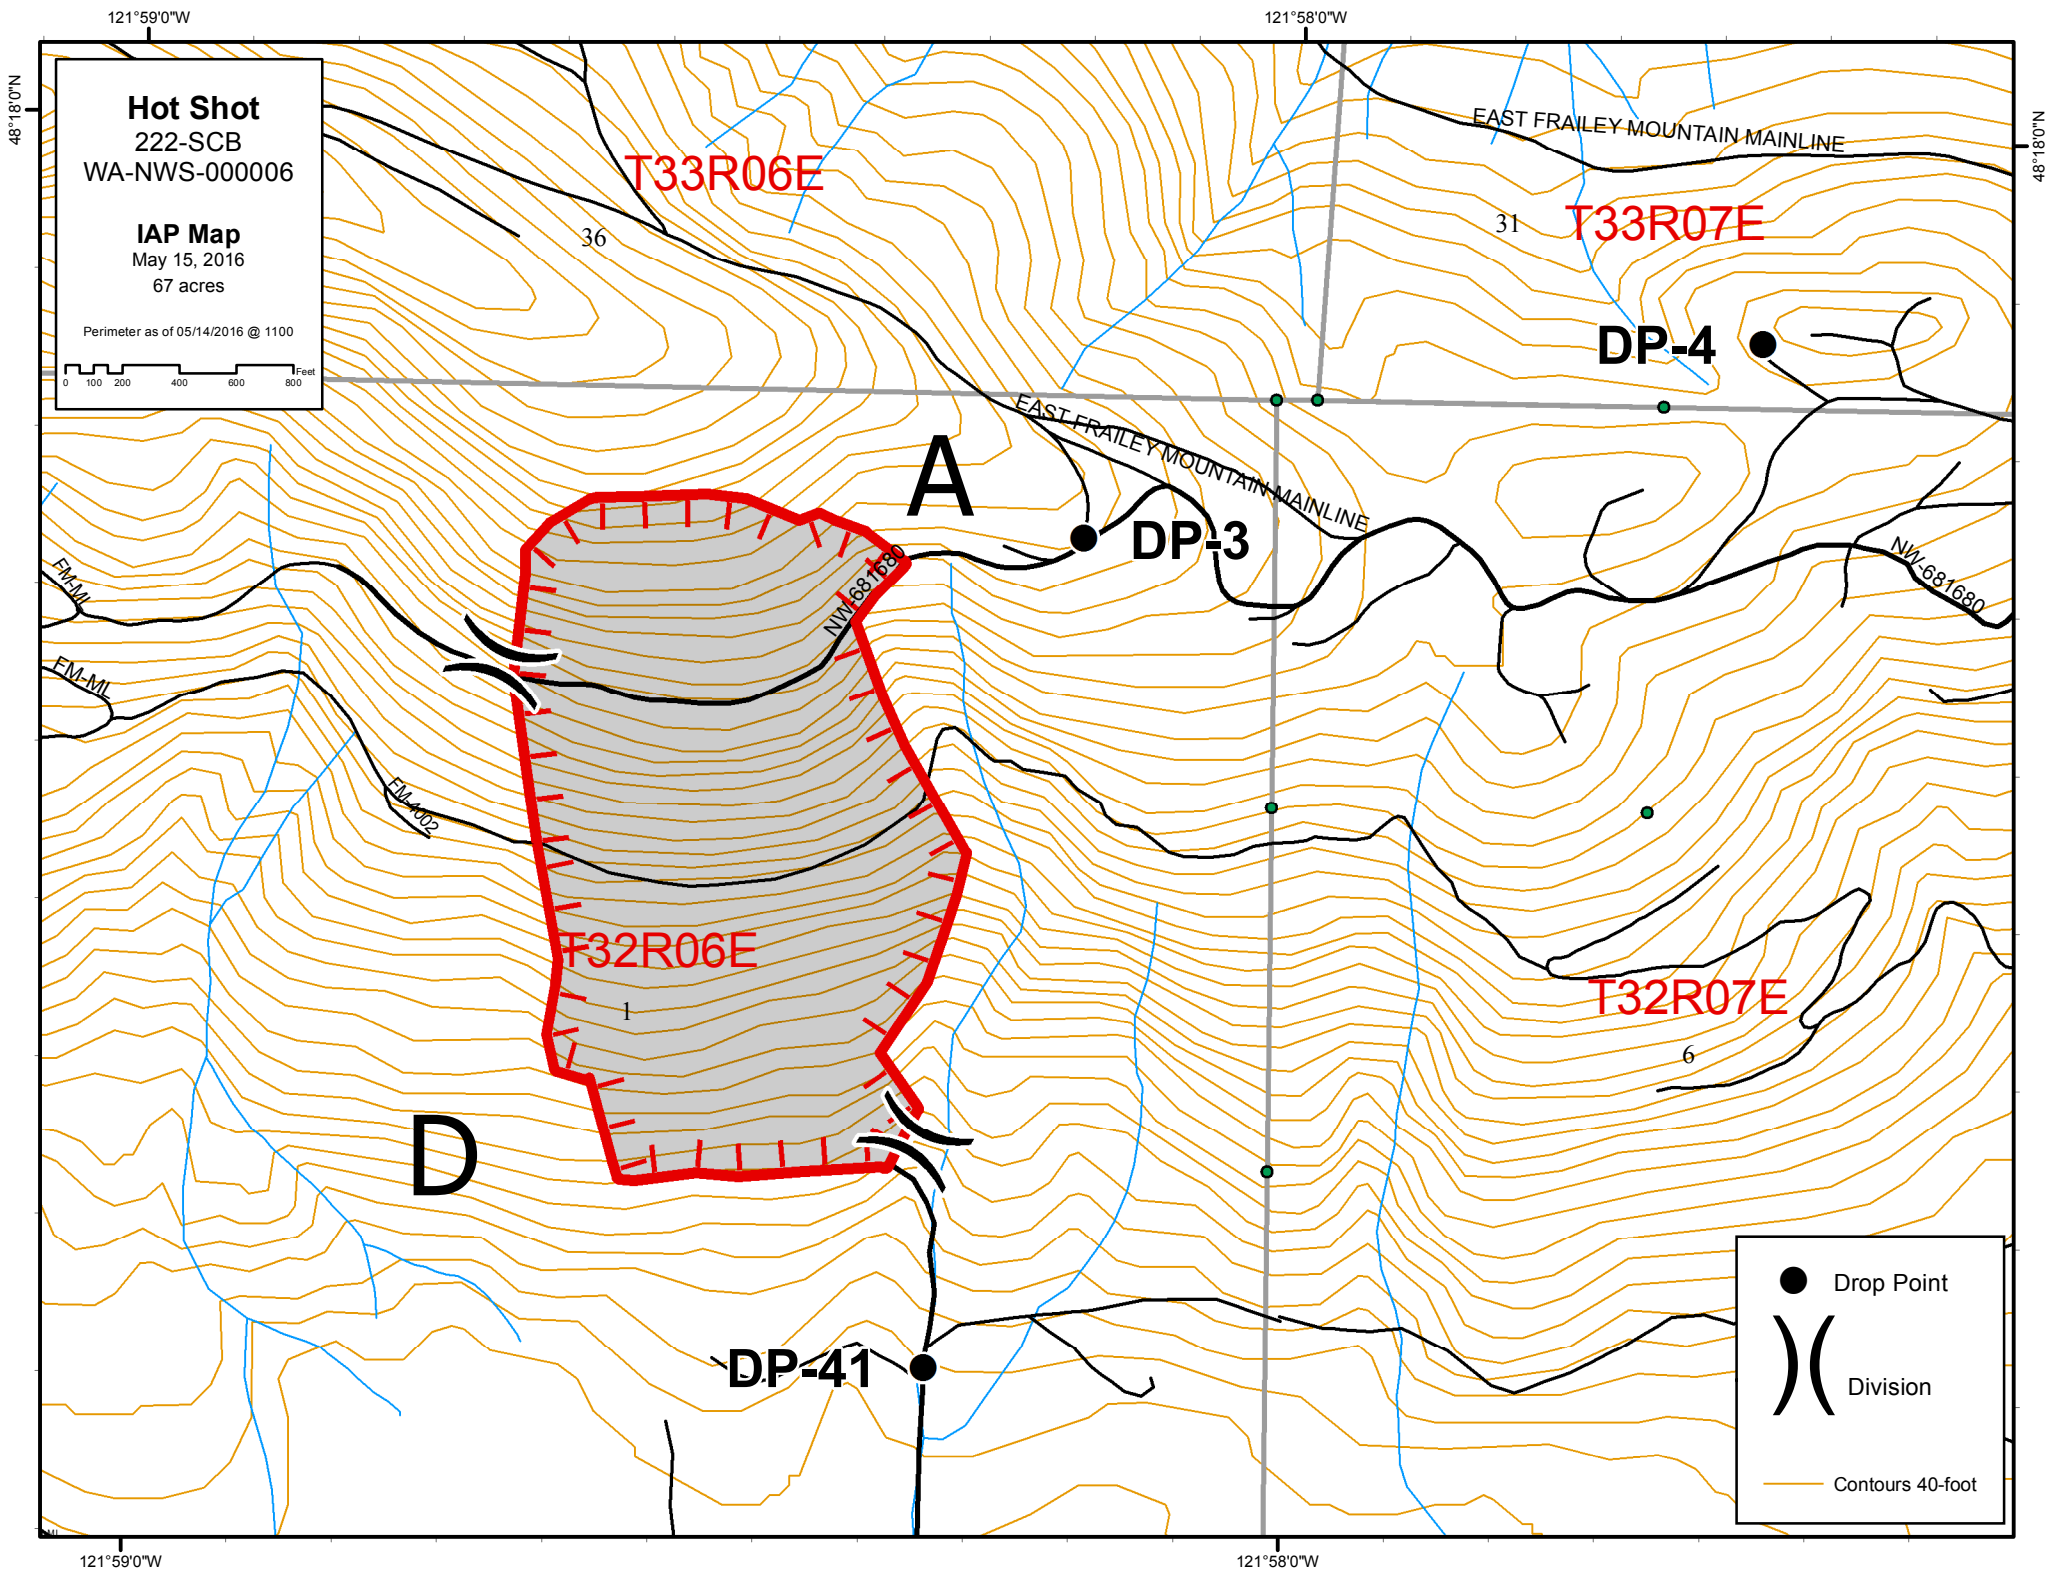 121°59'0"W
121°58'0"W
48°18'0"N
48°18'0"N
Hot Shot
222-SCB
WA-NWS-000006
IAP Map
May 15, 2016
67 acres
Perimeter as of 05/14/2016 @ 1100
Feet
0 100 200 400 600 800
EAST FRAILEY MOUNTAIN MAINLINE
T33R06E
36
31
T33R07E
DP-4
EAST FRAILEY MOUNTAIN MAINLINE
A
DP-3
NW-681680
NW-681680
FM-ML
FM-ML
FM-4002
T32R06E
1
T32R07E
6
D
DP-41
Drop Point
Division
Contours 40-foot
121°59'0"W
121°58'0"W